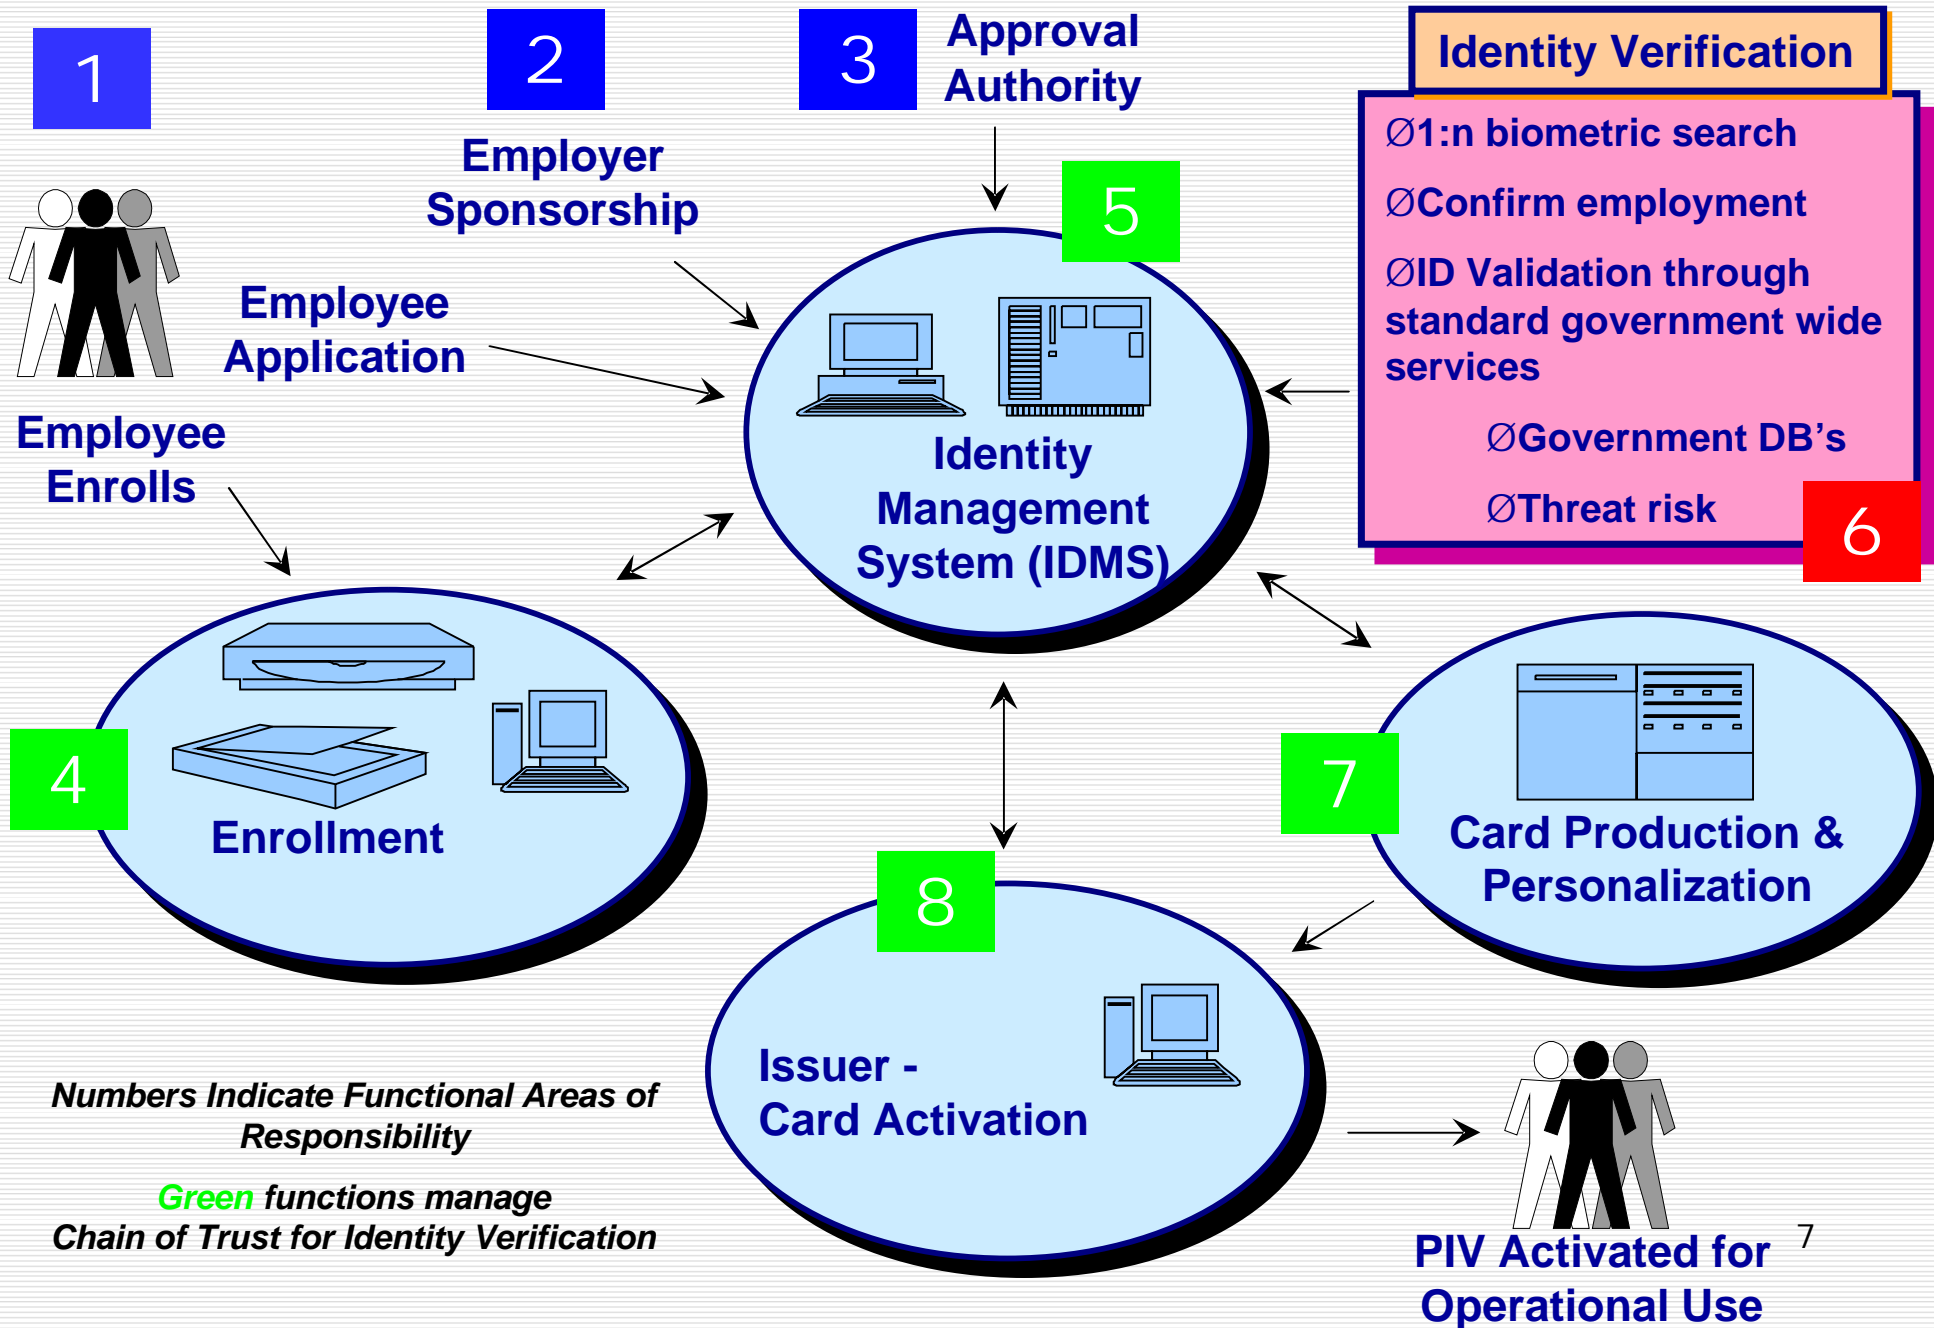 1
2
3
Approval
Authority
Identity Verification
Employer
Sponsorship
5
Ø1:n biometric search
ØConfirm employment
ØID Validation through
standard government wide
services
ØGovernment DB’s
ØThreat risk
6
Employee
Application
Employee
Enrolls
Identity
Management
System (IDMS)
4
Enrollment
7
Card Production &
Personalization
8
Issuer -
Card Activation
Numbers Indicate Functional Areas of
Responsibility
Green functions manage
Chain of Trust for Identity Verification
PIV Activated for
Operational Use
7